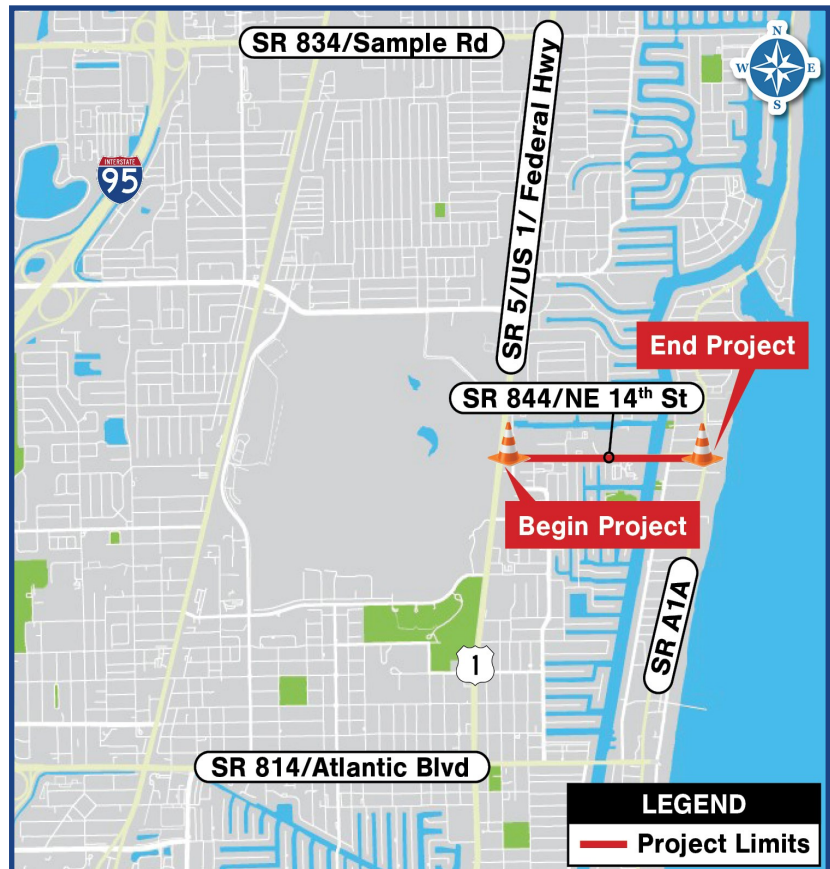 SR 834/Sample Rd
N
W
E
S
INTERSTATE
95
SR 5/US 1/ Federal Hwy
End Project
SR 844/NE 14th St
Begin Project
SR A1A
1
SR 814/Atlantic Blvd
LEGEND
Project Limits